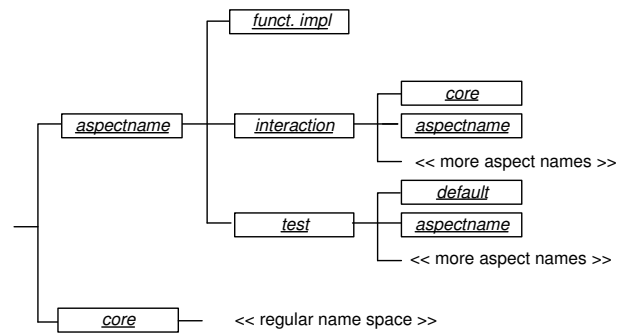 funct. impl
core
aspectname
interaction
aspectname
<< more aspect names >>
default
test
aspectname
<< more aspect names >>
core
<< regular name space >>